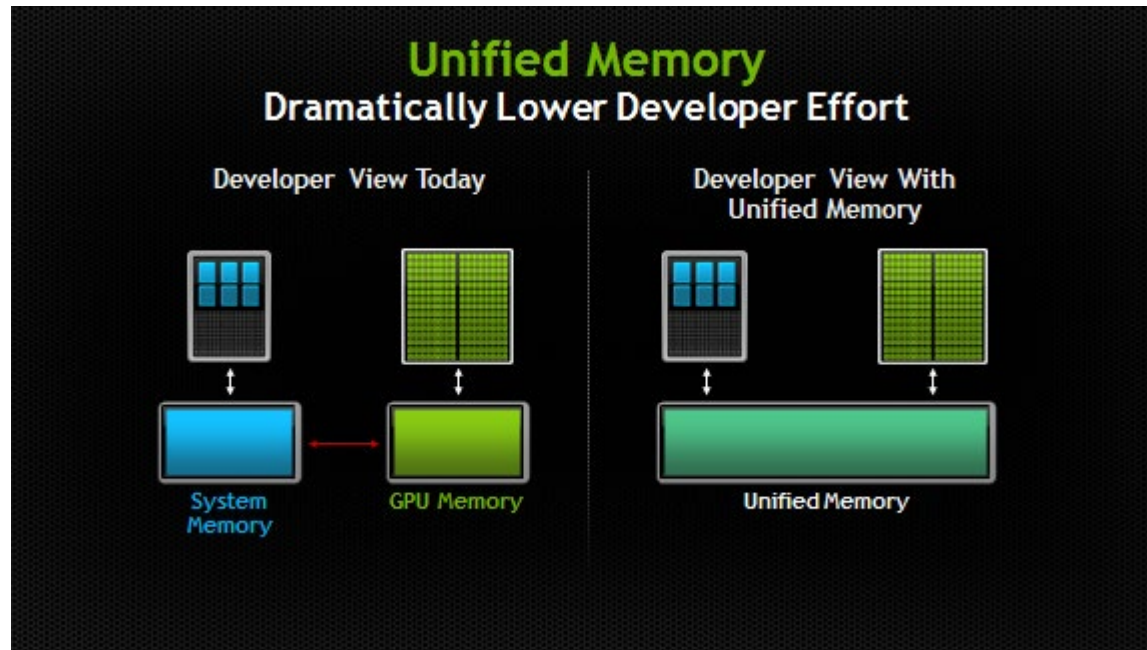 Unified Memory
Dramatically Lower Developer Effort
Developer View Today
Developer View With
Unified Memory
System
Memory
GPU Memory
Unified Memory